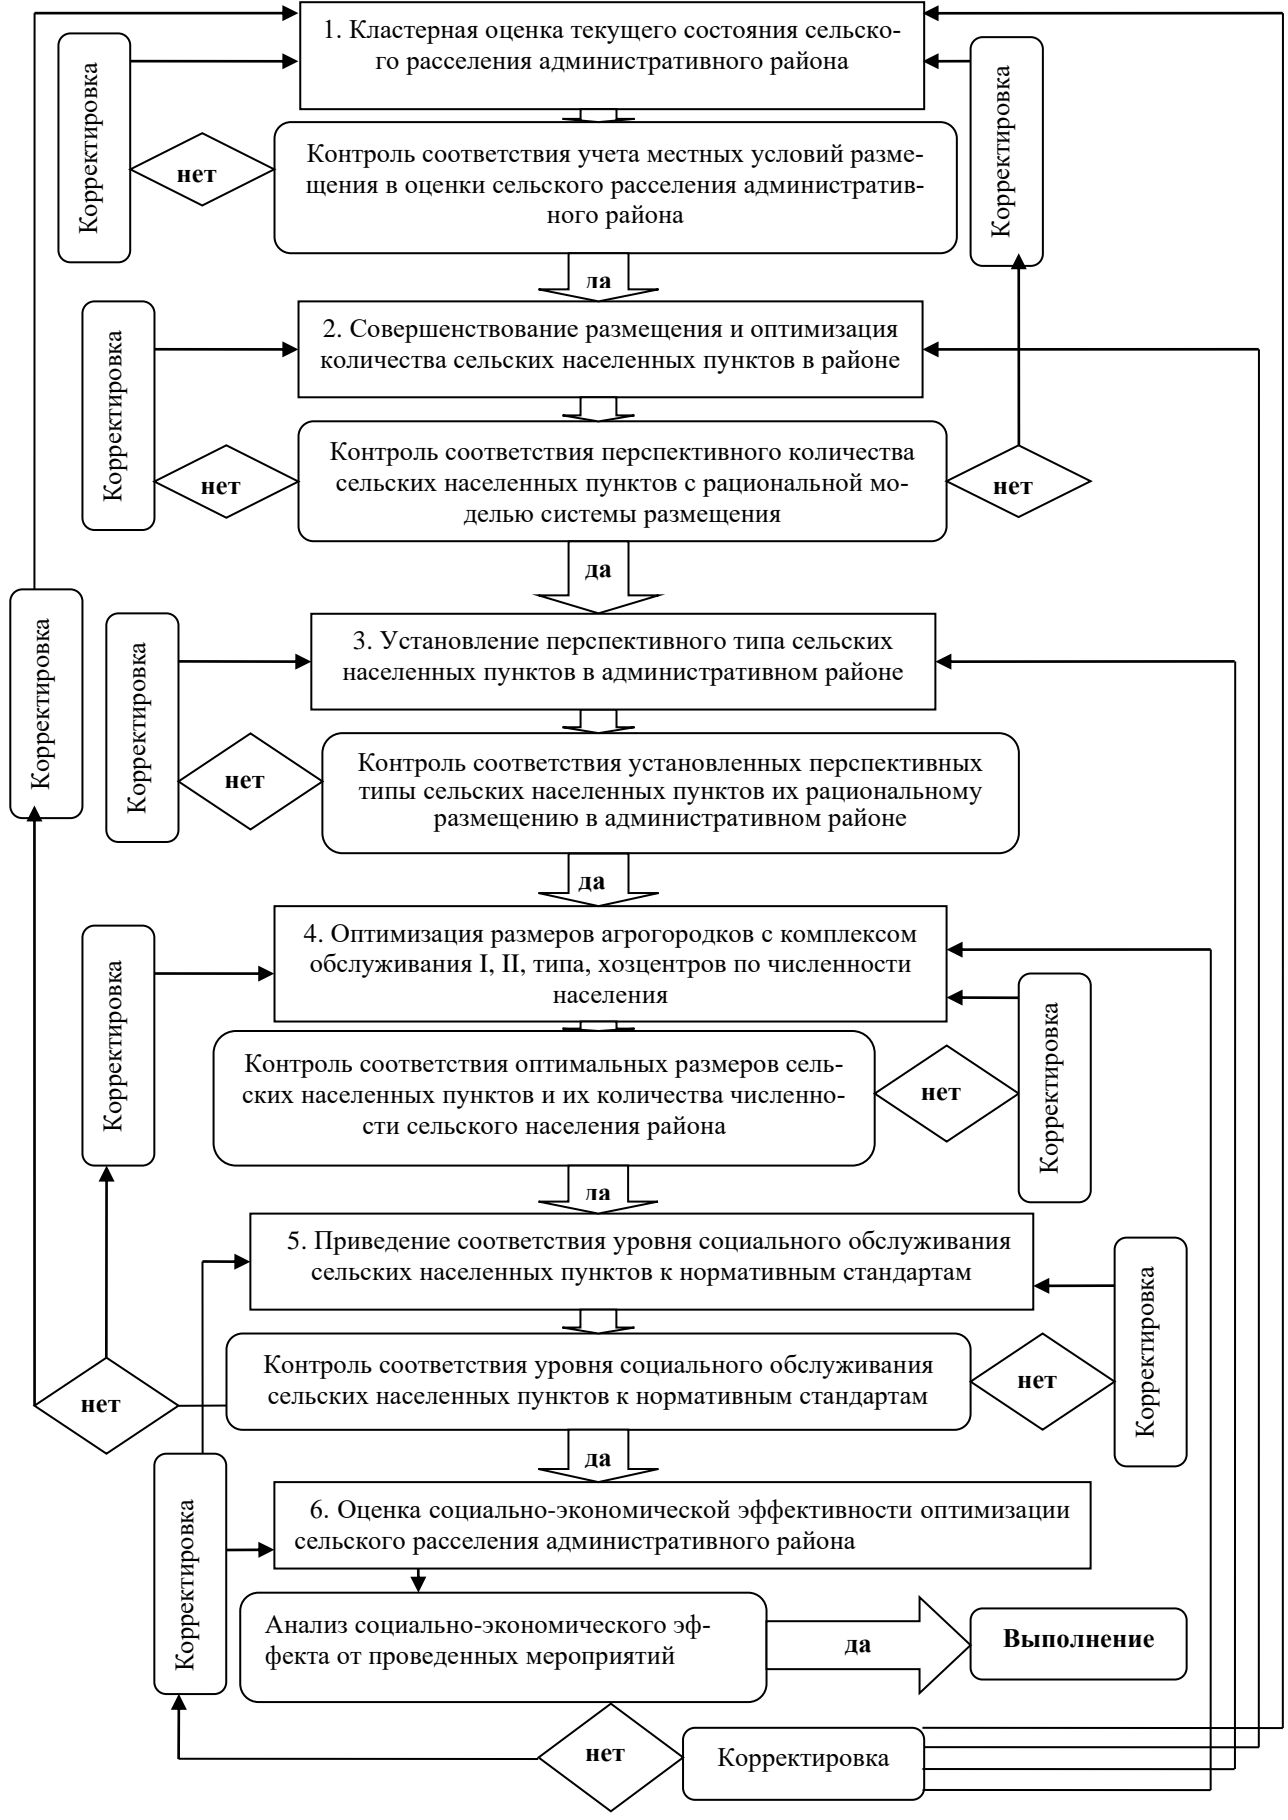 1. Кластерная оценка текущего состояния сельско-
го расселения административного района
Корректировка
Корректировка
нет
Контроль соответствия учета местных условий разме-
щения в оценки сельского расселения административ-
ного района
да
2. Совершенствование размещения и оптимизация
количества сельских населенных пунктов в районе
Корректировка
нет
Контроль соответствия перспективного количества
сельских населенных пунктов с рациональной мо-
делью системы размещения
нет
да
Корректировка
Корректировка
3. Установление перспективного типа сельских
населенных пунктов в административном районе
нет
Контроль соответствия установленных перспективных
типы сельских населенных пунктов их рациональному
размещению в административном районе
да
Корректировка
4. Оптимизация размеров агрогородков с комплексом
обслуживания I, II, типа, хозцентров по численности
населения
Корректировка
Контроль соответствия оптимальных размеров сель-
ских населенных пунктов и их количества численно-
сти сельского населения района
нет
да
5. Приведение соответствия уровня социального обслуживания
сельских населенных пунктов к нормативным стандартам
Корректировка
нет
Контроль соответствия уровня социального обслуживания
сельских населенных пунктов к нормативным стандартам
нет
да
Корректировка
6. Оценка социально-экономической эффективности оптимизации
сельского расселения административного района
Анализ социально-экономического эф-
фекта от проведенных мероприятий
да
Выполнение
нет
Корректировка